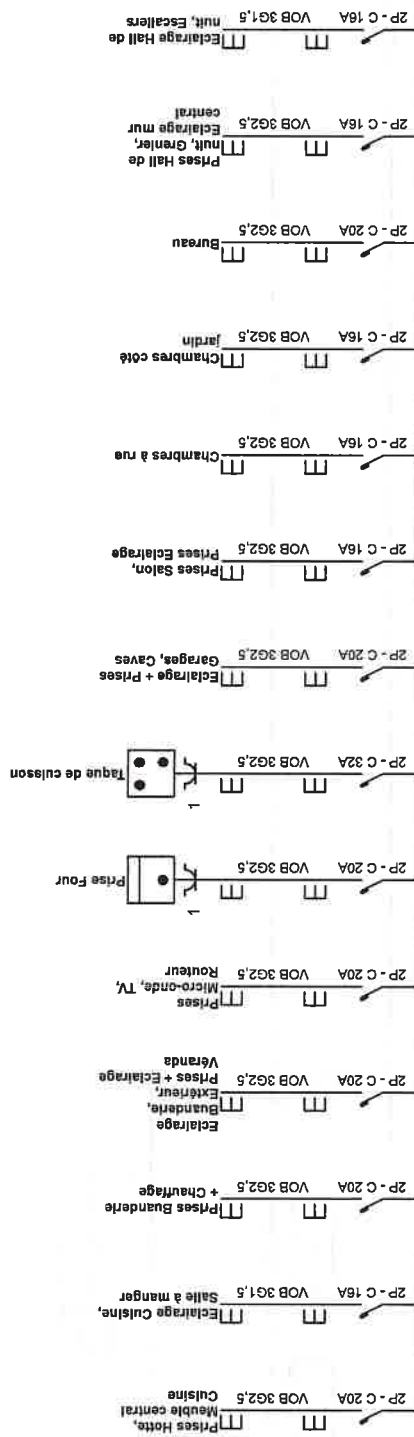 2P - C 20A VOB 3G2,5
Prises Hotte,
Meuble central
Cuisine
2P - C 16A VOB 3G1,5
Eclairage Cuisine,
Salle à manger
2P - C 20A VOB 3G2,5
Prises Buanderie
+ Chauffage
2P - C 20A VOB 3G2,5
Eclairage
Buanderie,
Extérieur,
Prises + Eclairage
Véranda
2P - C 20A VOB 3G2,5
Prises
Micro-onde, TV,
Routeur
2P - C 20A VOB 3G2,5
1
Prise Four
2P - C 32A VOB 3G2,5
1
Taque de cuisson
2P - C 20A VOB 3G2,5
Eclairage + Prises
Garages, Caves
2P - C 16A VOB 3G2,5
Prises Salon,
Prises Eclairage
2P - C 16A VOB 3G2,5
Chambres à rue
2P - C 16A VOB 3G2,5
Chambres côté
jardin
2P - C 20A VOB 3G2,5
Bureau
2P - C 16A VOB 3G2,5
Prises Hall de
nuit, Grenier,
Eclairage mur
central
2P - C 16A VOB 3G1,5
Eclairage Hall de
nuit, Escaliers